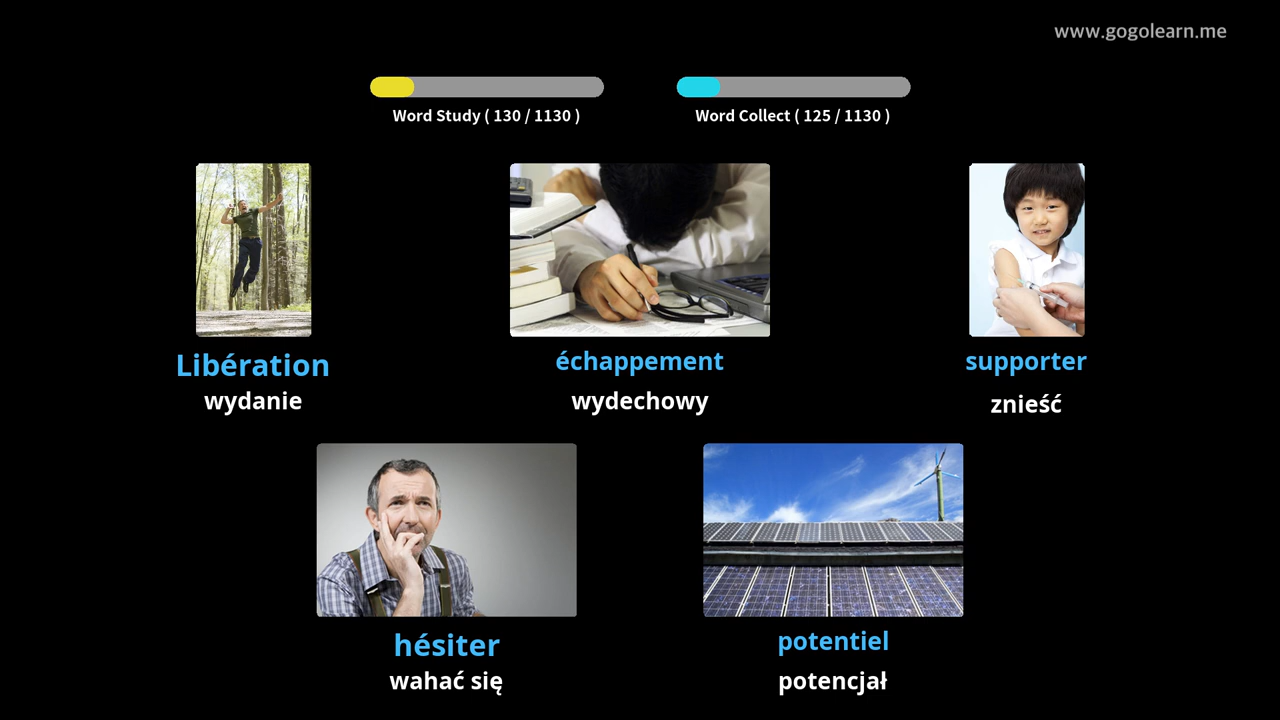 www.gogolearn.me
Word Study ( 130 / 1130 )
Word Collect ( 125 / 1130 )
Libération
wydanie
échappement
wydechowy
supporter
znieść
hésiter
wahać się
potentiel
potencjał